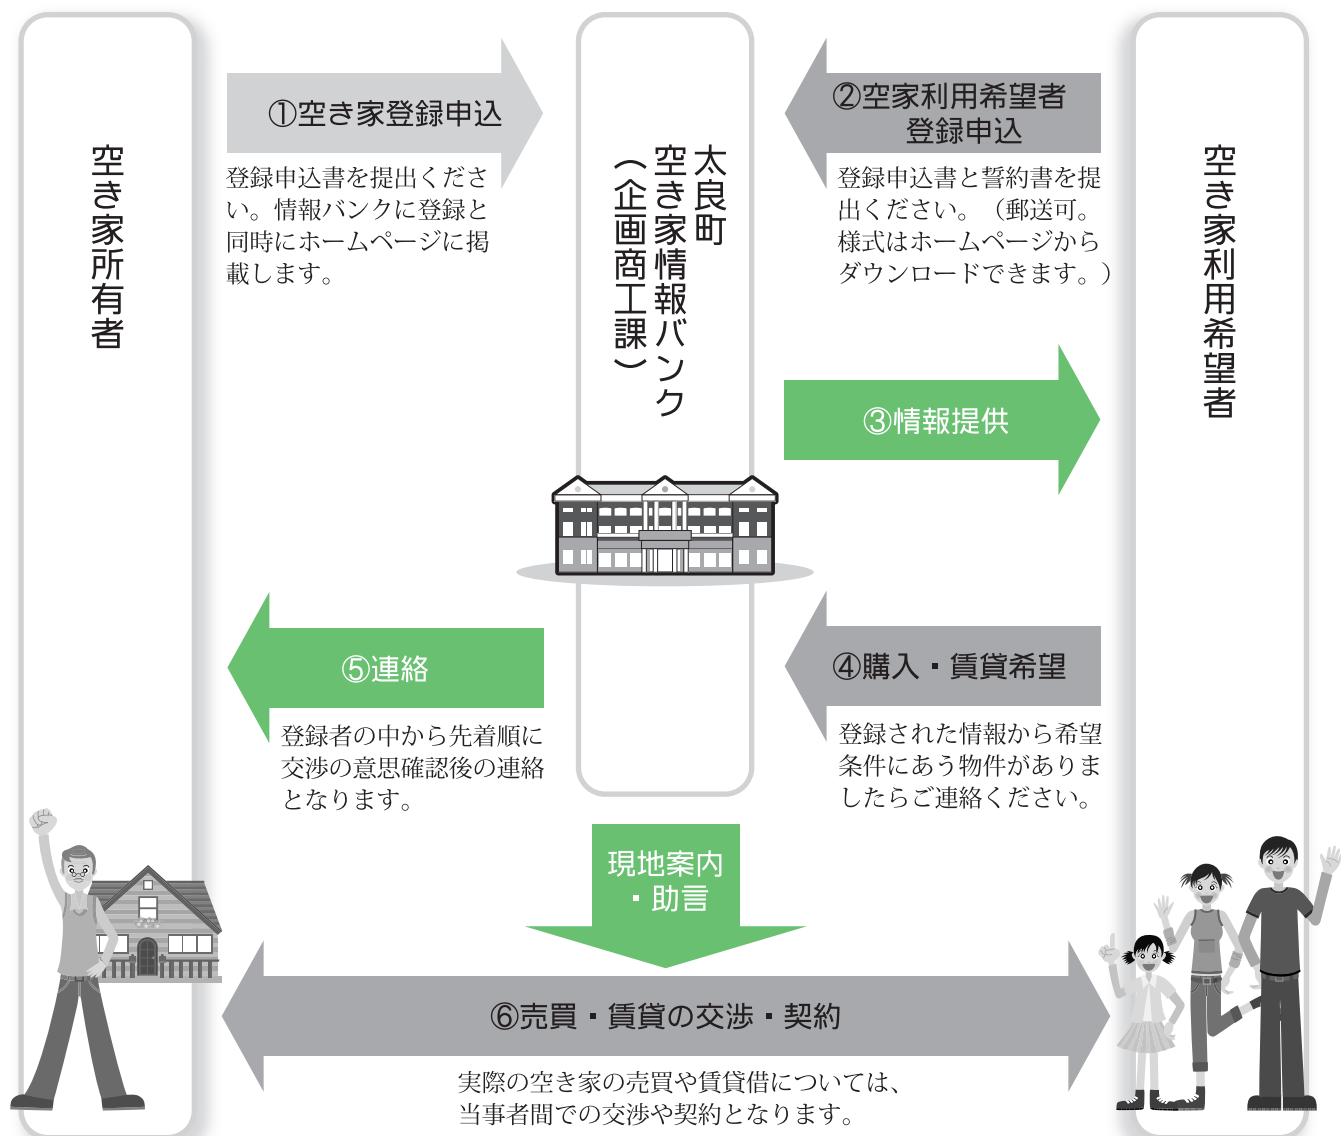 空き家所有者
①空き家登録申込
登録申込書を提出くださ
い。情報バンクに登録と
同時にホームページに掲
載します。
太良町
空き家情報バンク
（企画商工課）
②空家利用希望者
登録申込
登録申込書と誓約書を提
出ください。（郵送可。
様式はホームページから
ダウンロードできます。）
空き家利用希望者
③情報提供
④購入・賃貸希望
登録された情報から希望
条件にあう物件がありま
したらご連絡ください。
⑤連絡
登録者の中から先着順に
交渉の意思確認後の連絡
となります。
現地案内
・助言
⑥売買・賃貸の交渉・契約
実際の空き家の売買や賃貸借については、
当事者間での交渉や契約となります。